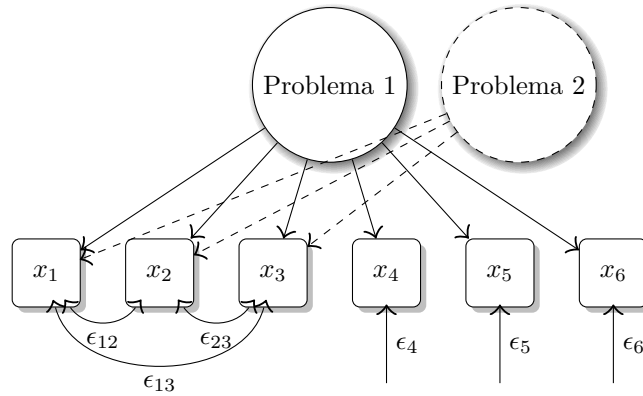 Problema 1 Problema 2
x₁ x₂ x₃ x₄ x₅ x₆
ϵ₁₂ ϵ₂₃ ϵ₄ ϵ₅ ϵ₆
ϵ₁₃